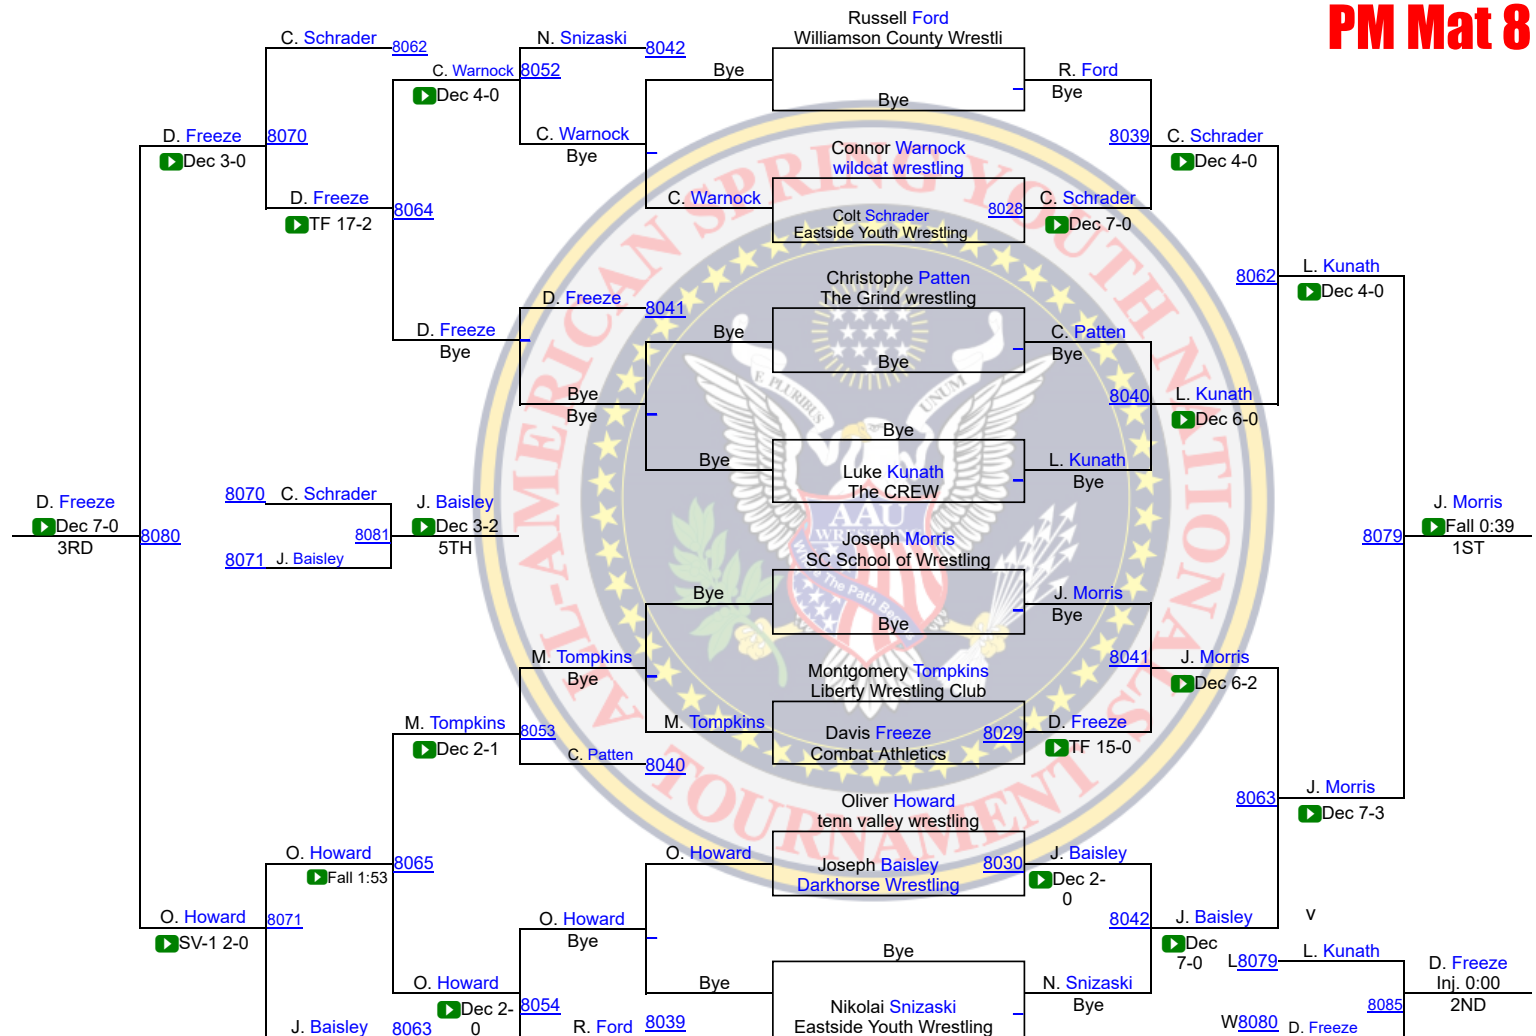 PM Mat 8
Russell Ford
Williamson County Wrestli
C. Schrader
8062
N. Snizaski
8042
C. Warnock
8052
Dec 4-0
Bye
Bye
R. Ford
Bye
D. Freeze
8070
Dec 3-0
C. Warnock
Bye
Connor Warnock
wildcat wrestling
8039
C. Schrader
Dec 4-0
D. Freeze
8064
TF 17-2
C. Warnock
Colt Schrader
8028
Eastside Youth Wrestling
C. Schrader
Dec 7-0
Christophe Patten
The Grind wrestling
8062
L. Kunath
Dec 4-0
D. Freeze
8041
D. Freeze
Bye
Bye
Bye
C. Patten
Bye
Bye
Bye
8040
L. Kunath
Dec 6-0
Bye
Bye
Luke Kunath
The CREW
L. Kunath
Bye
D. Freeze
Dec 7-0
3RD
8080
8070
C. Schrader
8081
8071
J. Baisley
J. Baisley
Dec 3-2
5TH
Joseph Morris
SC School of Wrestling
8079
J. Morris
Fall 0:39
1ST
Bye
Bye
J. Morris
Bye
M. Tompkins
Bye
Montgomery Tompkins
Liberty Wrestling Club
8041
J. Morris
Dec 6-2
M. Tompkins
8053
Dec 2-1
M. Tompkins
Davis Freeze
8029
Combat Athletics
D. Freeze
TF 15-0
C. Patten
8040
Oliver Howard
tenn valley wrestling
8063
J. Morris
Dec 7-3
O. Howard
8065
Fall 1:53
O. Howard
Joseph Baisley
8030
Darkhorse Wrestling
J. Baisley
Dec 2-
0
O. Howard
8071
SV-1 2-0
O. Howard
Bye
8042
J. Baisley
Dec
7-0
v
Bye
L8079
L. Kunath
O. Howard
8054
Dec 2-
0
Bye
Nikolai Snizaski
Eastside Youth Wrestling
N. Snizaski
Bye
D. Freeze
Inj. 0:00
8085
2ND
J. Baisley
8063
R. Ford
8039
W8080
D. Freeze
ALL-AMERICAN SPRING YOUTH NATIONALS
TOURNAMENT
E PLURIBUS
UNUM
AAU
WRESTLING